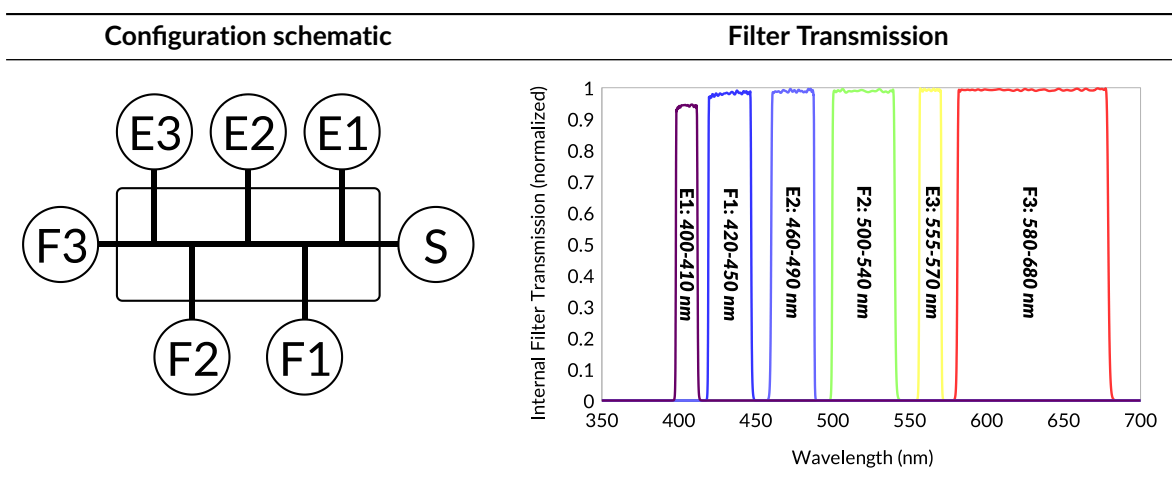 Configuration schematic
Filter Transmission
E3
E2
E1
F3
S
F2
F1
Internal Filter Transmission (normalized)
1
0.9
0.8
0.7
0.6
0.5
0.4
0.3
0.2
0.1
0
E1: 400-410 nm
F1: 420-450 nm
E2: 460-490 nm
F2: 500-540 nm
E3: 555-570 nm
F3: 580-680 nm
350 400 450 500 550 600 650 700
Wavelength (nm)